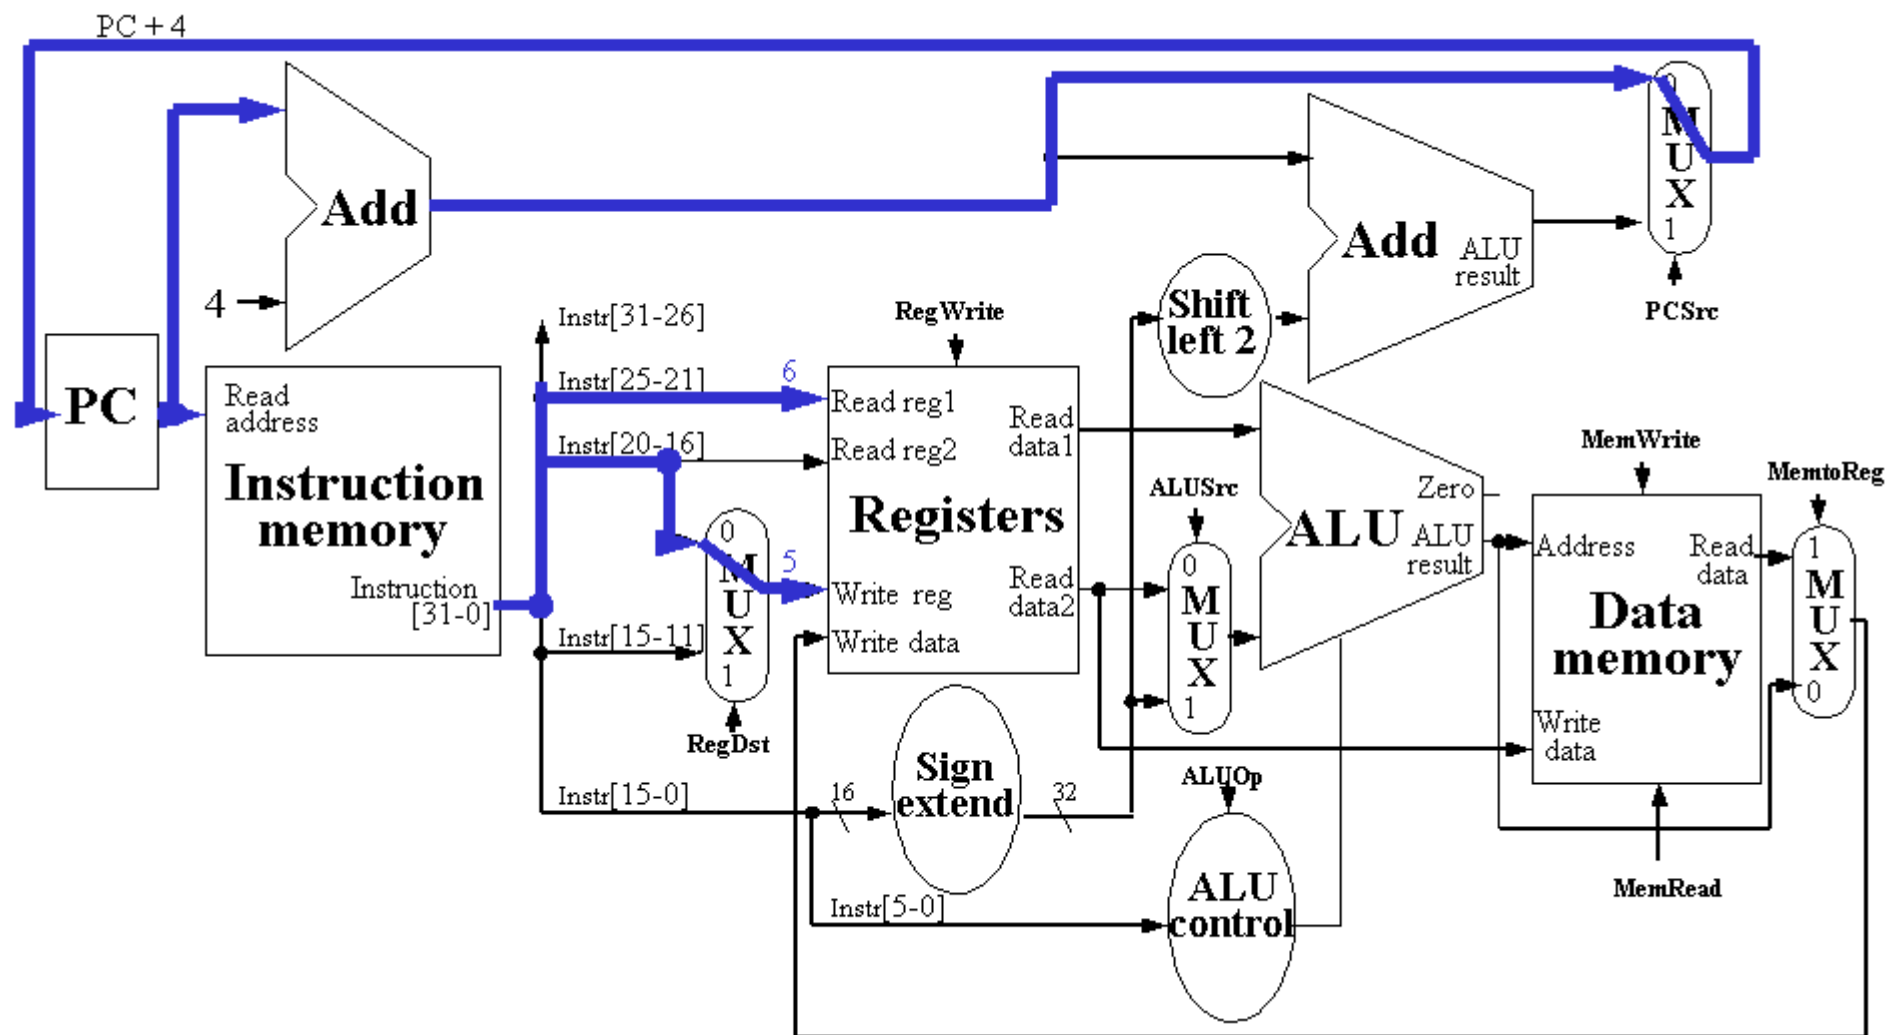 PC + 4
0
M
U
X
1
PCSrc
Add
4
Add
ALU
result
Shift
left 2
Instr[31-26]
RegWrite
PC
Read
address
Instruction
memory
Instruction
[31-0]
Instr[25-21]
6
Read reg1
Read
data1
Instr[20-16]
Read reg2
Registers
5
Write reg
Read
data2
Write data
0
M
U
X
1
RegDst
Instr[15-11]
ALUSrc
0
M
U
X
1
Zero
ALU
ALU
result
MemWrite
MemtoReg
Address
Read
data
Data
memory
Write
data
1
M
U
X
0
MemRead
Instr[15-0]
16
Sign
extend
32
ALUOp
ALU
control
Instr[5-0]